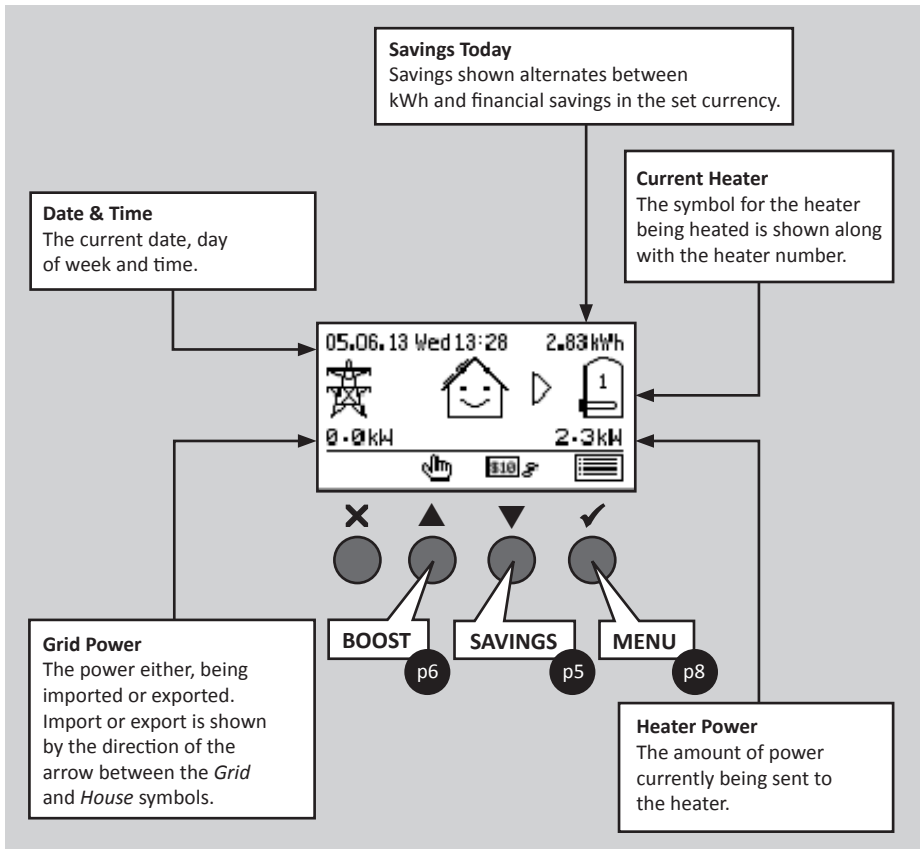 Savings Today
Savings shown alternates between
kWh and financial savings in the set currency.
Current Heater
The symbol for the heater
being heated is shown along
with the heater number.
Date & Time
The current date, day
of week and time.
05.06.13 Wed 13:28 2.83kWh
1
0.0kW 2.3kW
$10
BOOST SAVINGS MENU
p6 p5 p8
Grid Power
The power either, being
imported or exported.
Import or export is shown
by the direction of the
arrow between the Grid
and House symbols.
Heater Power
The amount of power
currently being sent to
the heater.